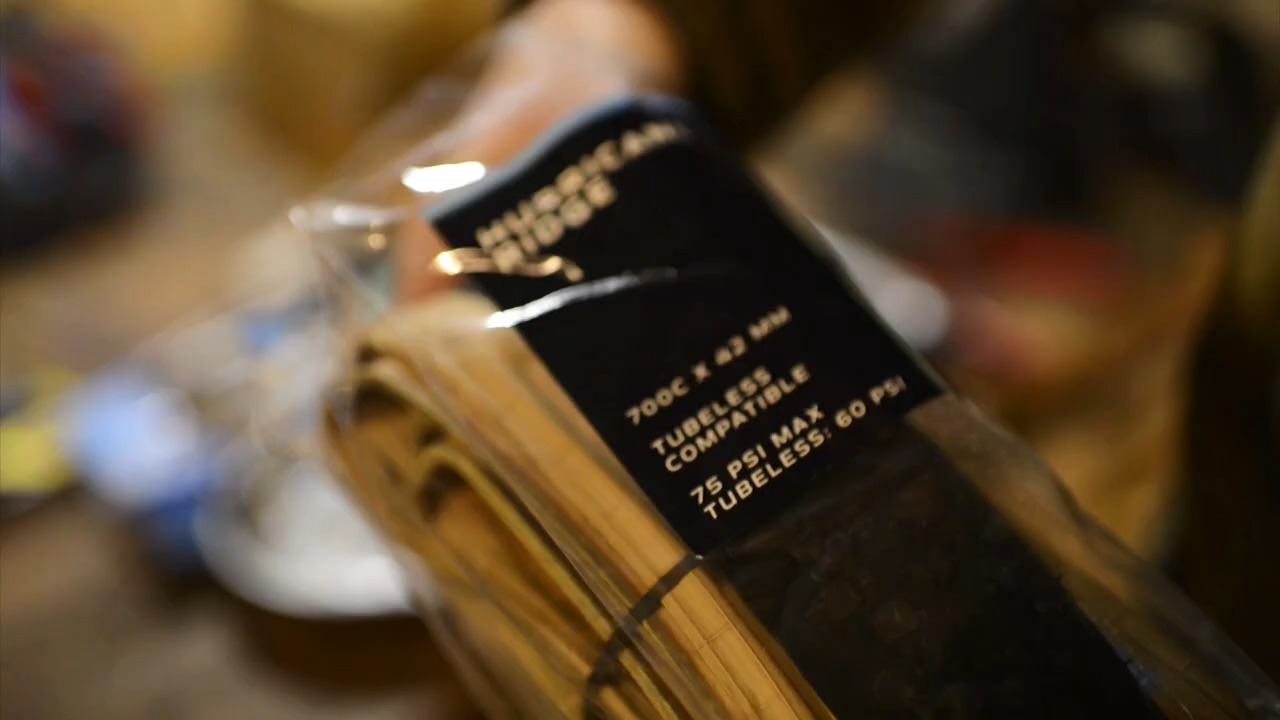 HURRICANE
RIDGE
700C X 42 MM
TUBELESS
COMPATIBLE
75 PSI MAX
TUBELESS: 60 PSI